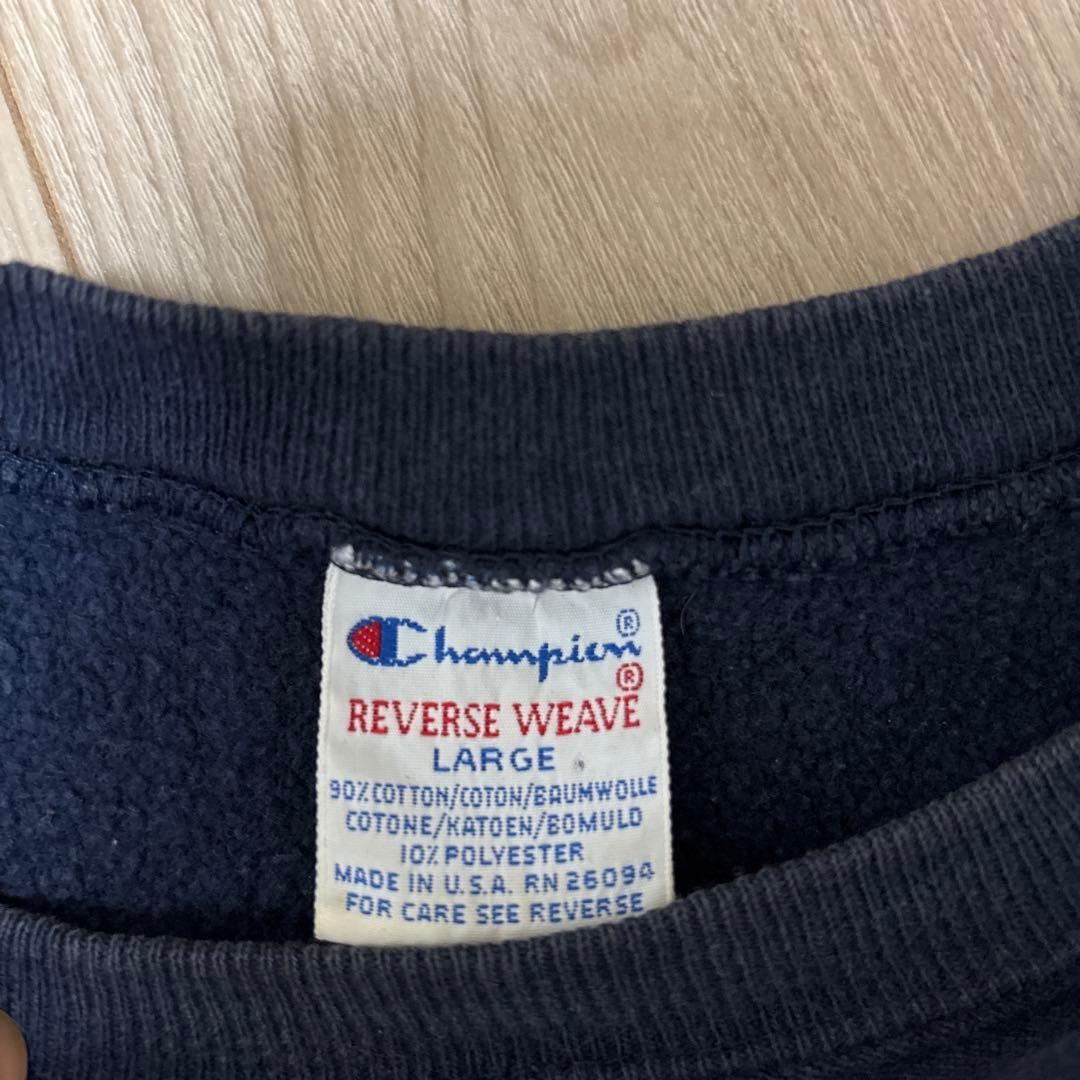 Champion®
REVERSE WEAVE®
LARGE
90% COTTON/COTON/BAUMWOLLE
COTONE/KATOEN/BOMULD
10% POLYESTER
MADE IN U.S.A. RN 26094
FOR CARE SEE REVERSE